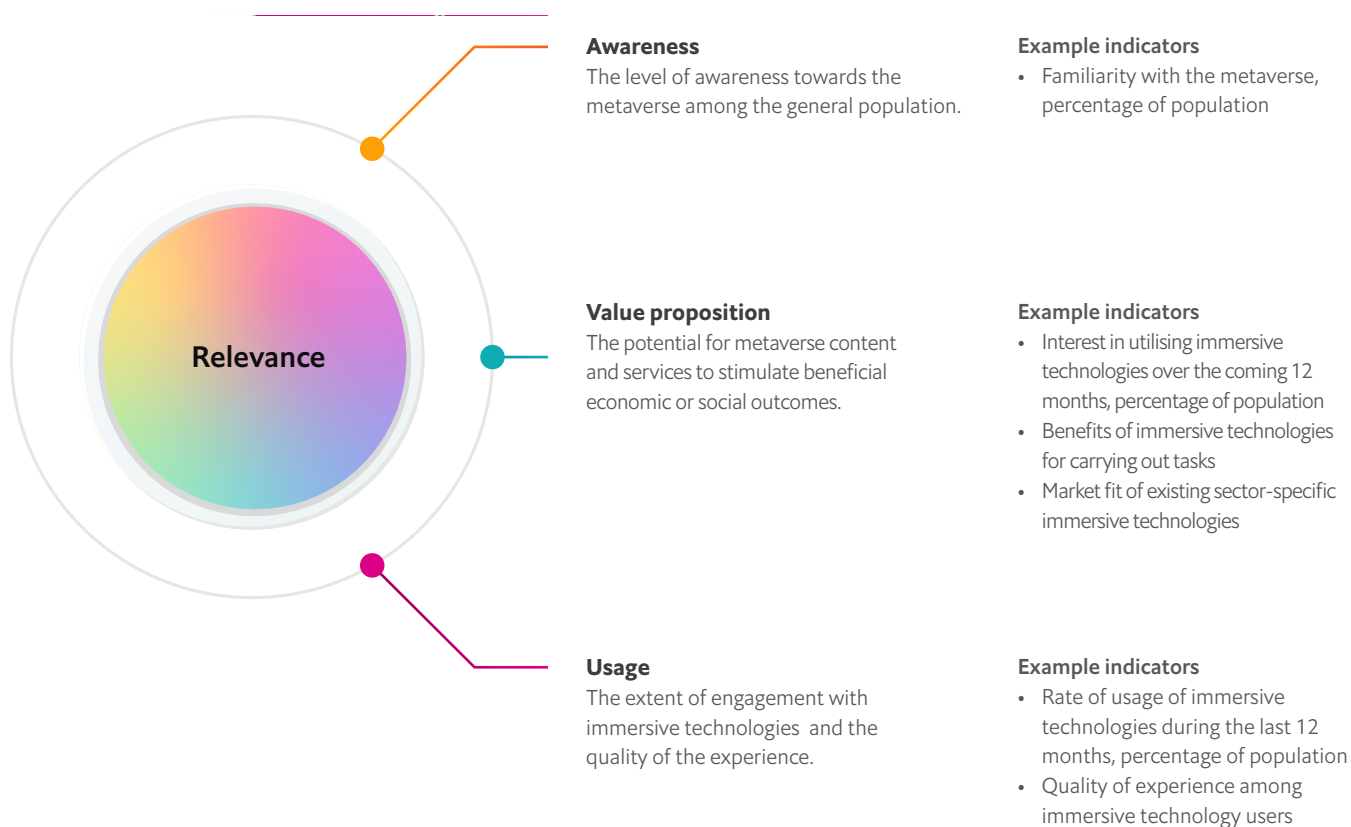 Relevance
Awareness
The level of awareness towards the
metaverse among the general population.
Example indicators
• Familiarity with the metaverse,
percentage of population
Value proposition
The potential for metaverse content
and services to stimulate beneficial
economic or social outcomes.
Example indicators
• Interest in utilising immersive
technologies over the coming 12
months, percentage of population
• Benefits of immersive technologies
for carrying out tasks
• Market fit of existing sector-specific
immersive technologies
Usage
The extent of engagement with
immersive technologies and the
quality of the experience.
Example indicators
• Rate of usage of immersive
technologies during the last 12
months, percentage of population
• Quality of experience among
immersive technology users